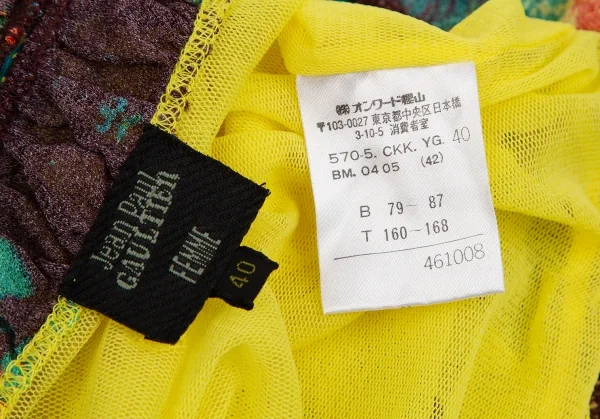 Jean Paul
GAULTIER
FEMME
40
㈱オンワード樫山
〒103-0027 東京都中央区日本橋
3-10-5 消費者室
570-5. CKK. YG. 40
BM. 04 05 (42)
B 79~ 87
T 160~168
461008